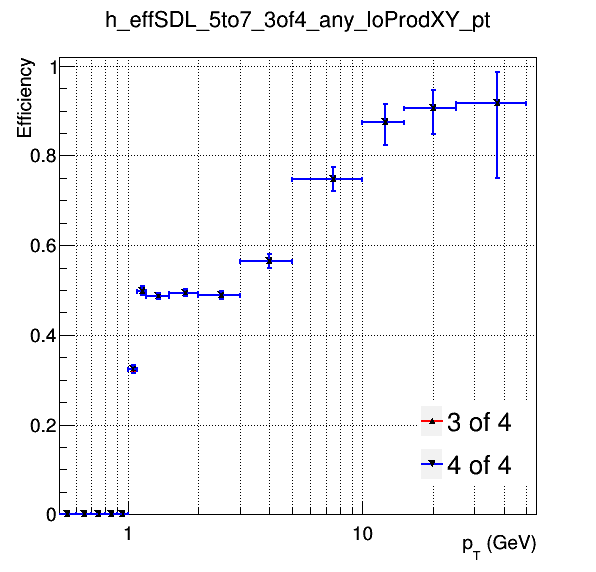 h_effSDL_5to7_3of4_any_loProdXY_pt
Efficiency
1
0.8
0.6
0.4
0.2
0
3 of 4
4 of 4
1
10
p_T (GeV)